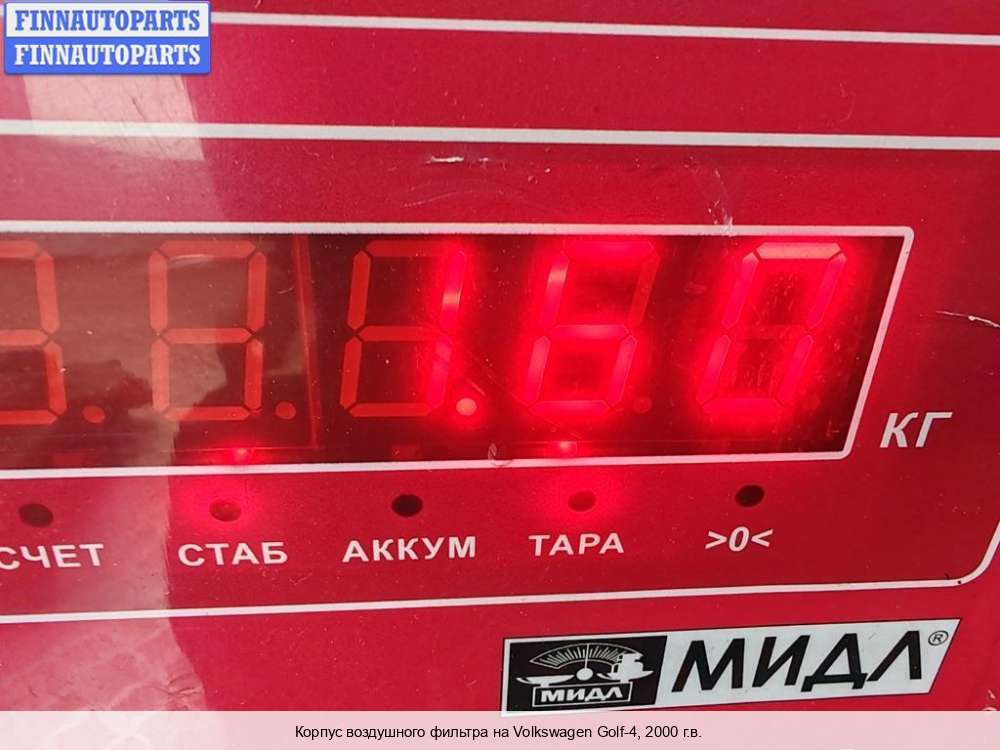 FINNAUTOPARTS
FINNAUTOPARTS
1.60
КГ
СЧЕТ СТАБ АККУМ ТАРА >0<
МИДЛ МИДЛ®
Корпус воздушного фильтра на Volkswagen Golf-4, 2000 г.в.